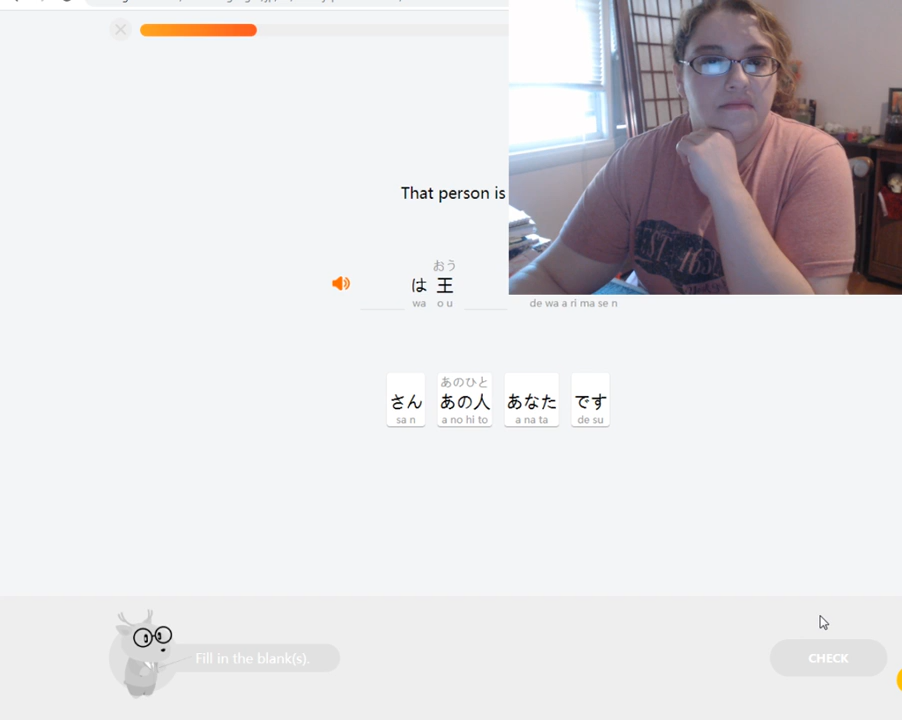 That person is
おう
は 王
wa o u de wa a ri ma se n
あのひと
さん あの人 あなた です
sa n a no hi to a na ta de su
Fill in the blank(s).
CHECK